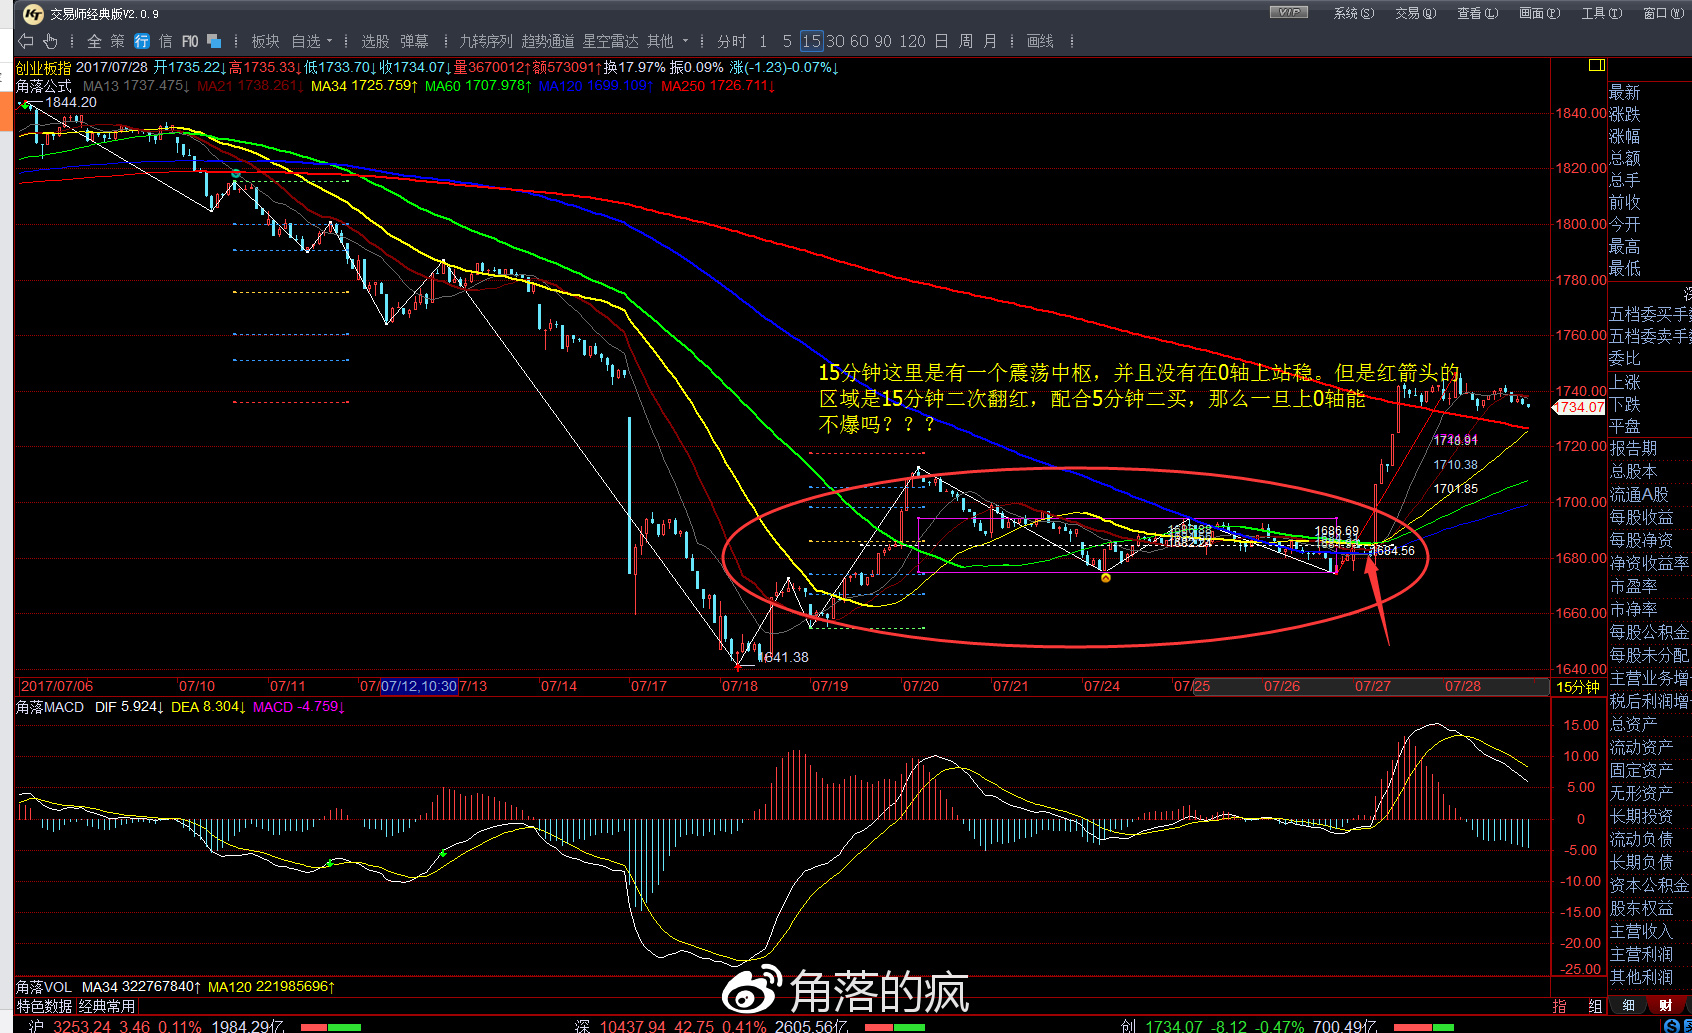 交易师经典版V2.0.9
VIP 系统(S) 交易(Q) 查看(L) 画面(P) 工具(T) 窗口(W)
全 策 行 信 F10 板块 自选 选股 弹幕 九转序列 趋势通道 星空雷达 其他 分时 1 5 15 30 60 90 120 日 周 月 画线
创业板指 2017/07/28 开1735.22↓高1735.33↓低1733.70↓收1734.07↓量3670012↑额573091↑换17.97% 振0.09% 涨(-1.23)-0.07%↓
角落公式 MA13 1737.475↓ MA21 1738.261↓ MA34 1725.759↑ MA60 1707.978↑ MA120 1699.109↑ MA250 1726.711↓
1844.20
1840.00
1820.00
1800.00
1780.00
1760.00
1740.00
1734.07
1720.00
1700.00
1680.00
1660.00
1640.00
15分钟这里是有一个震荡中枢，并且没有在0轴上站稳。但是红箭头的
区域是15分钟二次翻红，配合5分钟二买，那么一旦上0轴能
不爆吗？？？
1718.91
1710.38
1701.85
1686.69
1684.56
1682.24
1641.38
2017/07/06 07/10 07/11 07/12,10:30 7/13 07/14 07/17 07/18 07/19 07/20 07/21 07/24 07/25 07/26 07/27 07/28 15分钟
角落MACD DIF 5.924↓ DEA 8.304↓ MACD -4.759↓
15.00
10.00
5.00
0
-5.00
-10.00
-15.00
-20.00
-25.00
角落VOL MA34 322767840↑ MA120 221985696↑
特色数据 经典常用
指 组 细 财
沪 3253.24 3.46 0.11% 1984.29亿 深 10437.94 42.75 0.41% 2605.56亿 创 1734.07 -8.12 -0.47% 700.49亿
最新
涨跌
涨幅
总额
总手
前收
今开
最高
最低
五档委买手
五档委卖手
委比
上涨
下跌
平盘
报告期
总股本
流通A股
每股收益
每股净资
净资收益率
市盈率
市净率
每股公积金
每股未分配
主营业务增
税后利润增
总资产
流动资产
固定资产
无形资产
长期投资
流动负债
长期负债
资本公积金
股东权益
主营收入
主营利润
其他利润
角落的疯